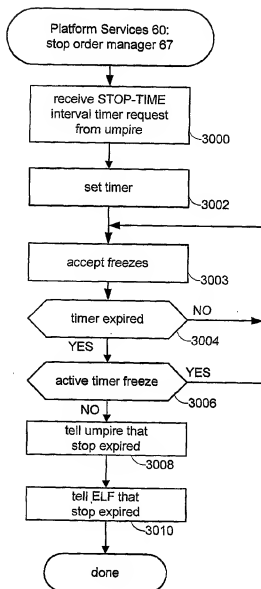 Platform Services 60:
stop order manager 67
receive STOP-TIME
interval timer request
from umpire
3000
set timer
3002
accept freezes
3003
timer expired
NO
3004
YES
active timer freeze
YES
3006
NO
tell umpire that
stop expired
3008
tell ELF that
stop expired
3010
done